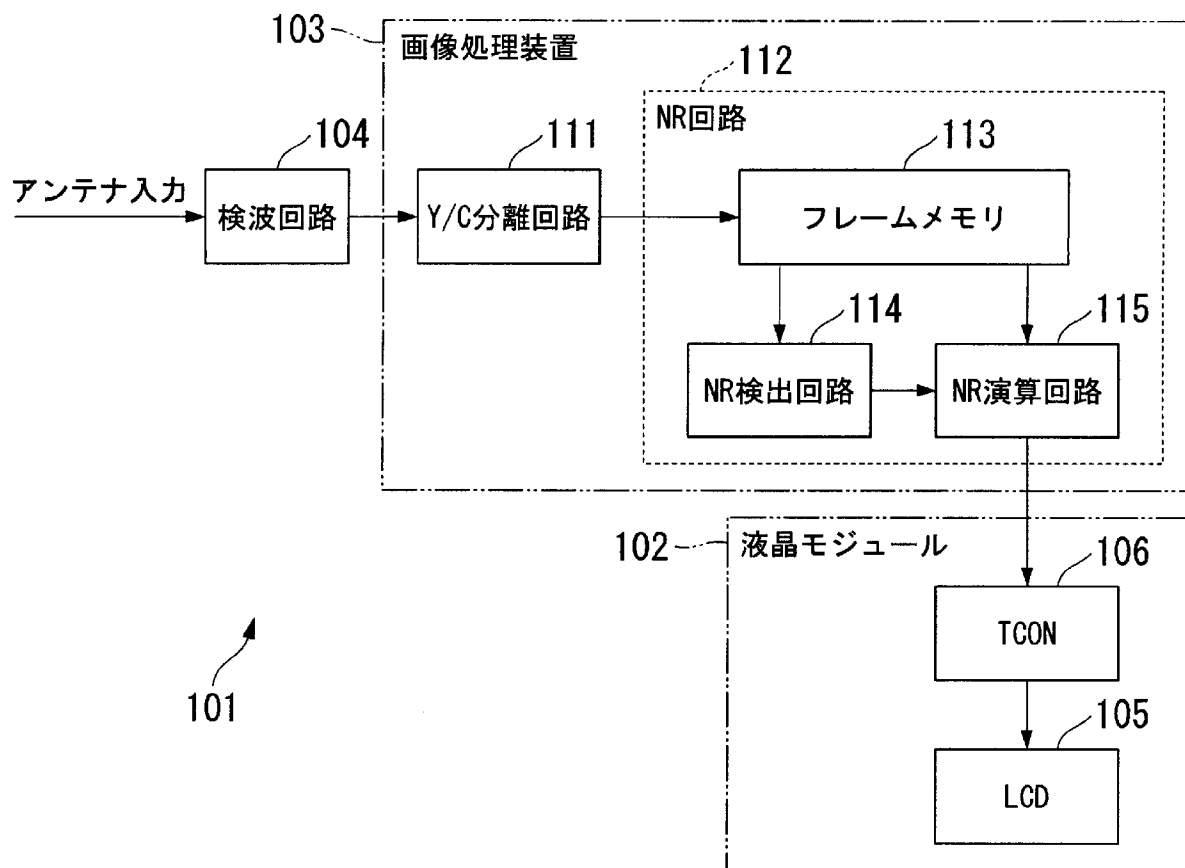 103
画像処理装置
112
NR回路
104
111
113
アンテナ入力
検波回路
Y/C分離回路
フレームメモリ
114
115
NR検出回路
NR演算回路
102
液晶モジュール
106
TCON
101
105
LCD